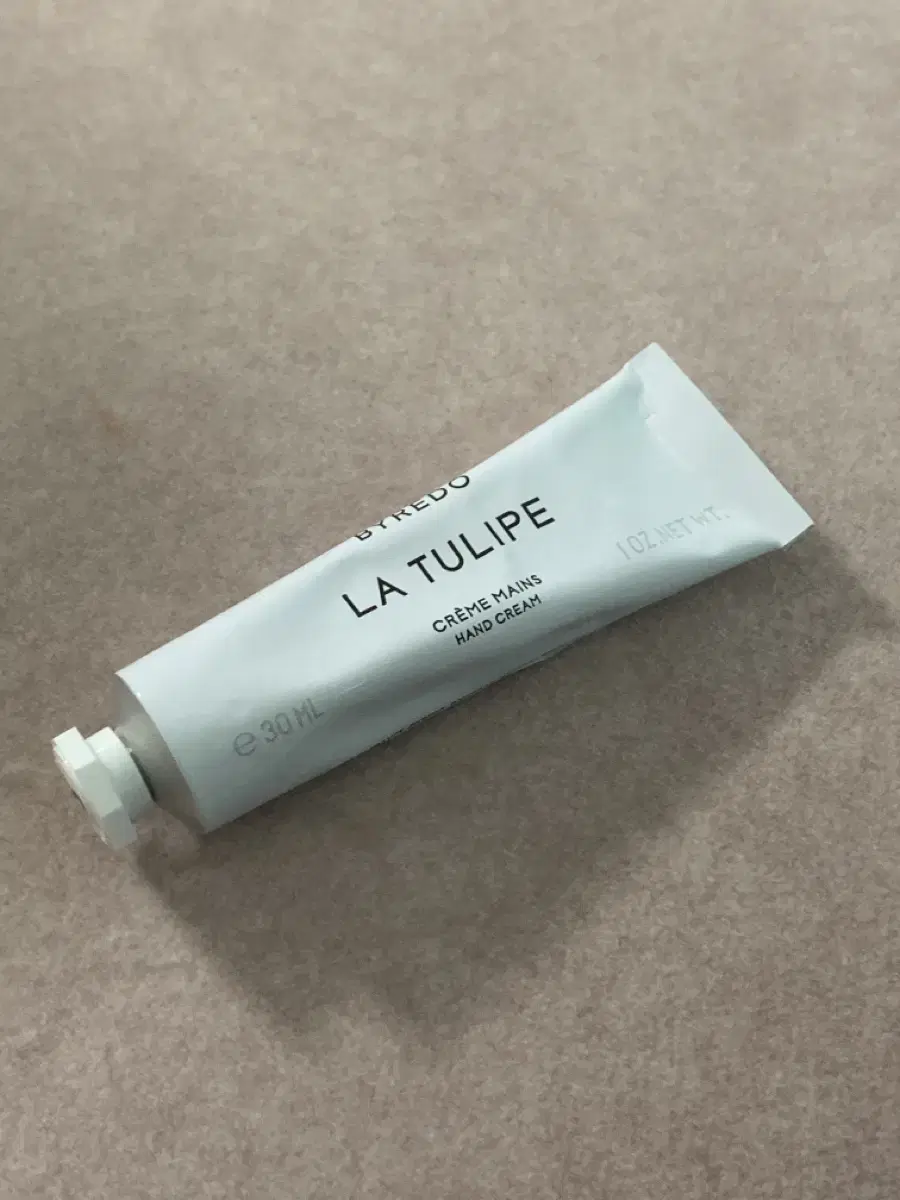 BYREDO
LA TULIPE
CRÈME MAINS
HAND CREAM
e 30 ML
1 OZ. NET WT.